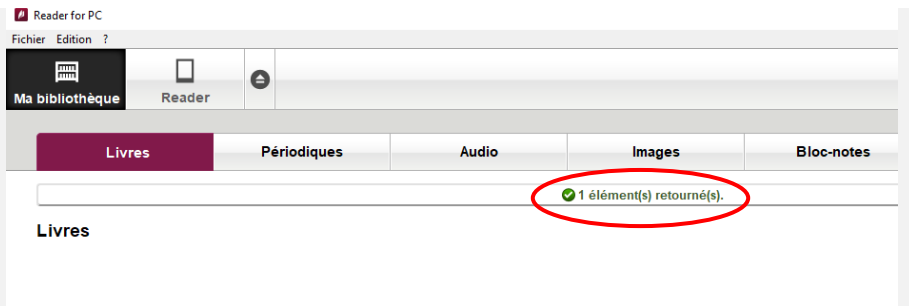 Reader for PC
Fichier Edition ?
Ma bibliothèque Reader
Livres Périodiques Audio Images Bloc-notes
1 élément(s) retourné(s).
Livres